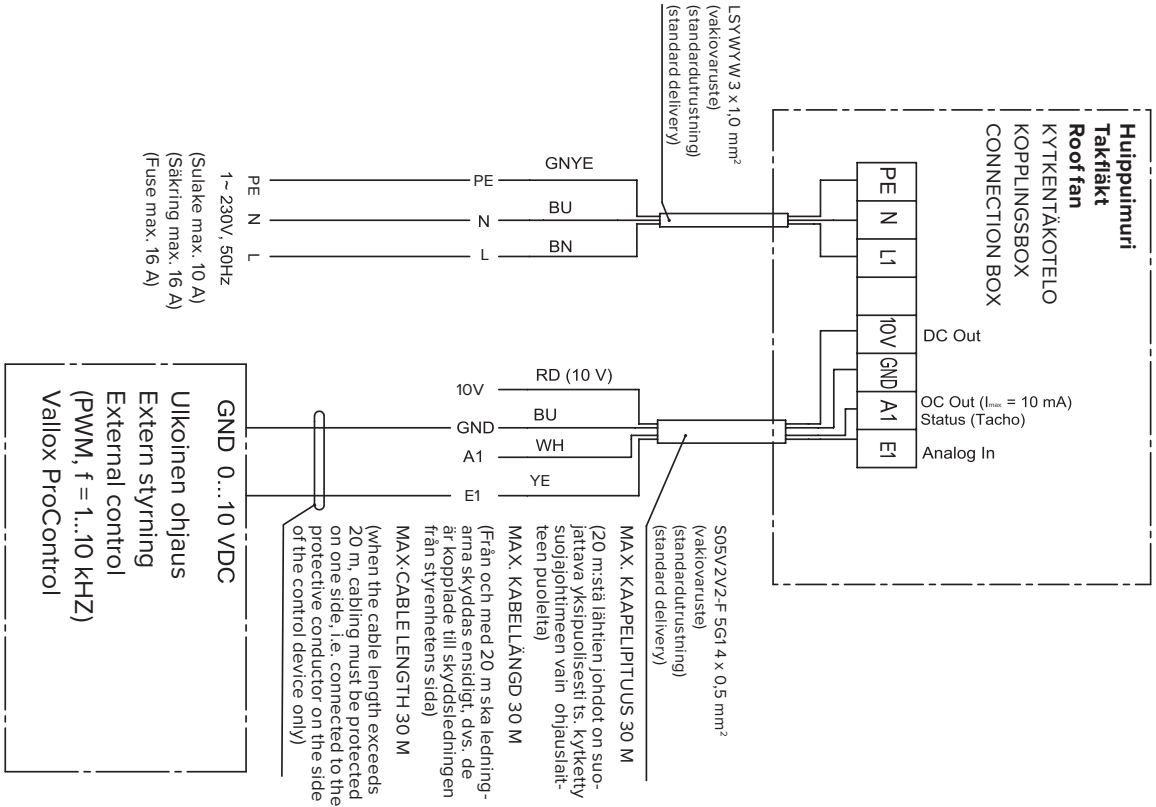 Huippuimuri
Takfläkt
Roof fan
KYTKENTÄKOTELO
KOPPLINGSBOX
CONNECTION BOX
LSYWYW 3 x 1,0 mm²
(vakiovaruste)
(standardutrustning)
(standard delivery)
PE
N
L1
10V
GND
A1
E1
DC Out
OC Out (Imax = 10 mA)
Status (Tacho)
Analog In
GNYE
BU
BN
PE
N
L
PE
N
L
1~ 230V, 50Hz
(Sulake max. 10 A)
(Säkring max. 16 A)
(Fuse max. 16 A)
RD (10 V)
BU
WH
YE
10V
GND
A1
E1
S05V2V2-F 5G1 4 x 0,5 mm²
(vakiovaruste)
(standardutrustning)
(standard delivery)
MAX. KAAPELIPITUUS 30 M
(20 m:stä lähtien johdot on suo-
jattava yksipuolisesti ts. kytketty
suojajohtimeen vain ohjauslait-
teen puolelta)
MAX. KABELLÄNGD 30 M
(Från och med 20 m ska ledning-
arna skyddas ensidigt, dvs. de
är kopplade till skyddsledningen
från styrenhetens sida)
MAX·CABLE LENGTH 30 M
(when the cable length exceeds
20 m, cabling must be protected
on one side, i.e. connected to the
protective conductor on the side
of the control device only)
GND 0... 10 VDC
Ulkoinen ohjaus
Extern styrning
External control
(PWM, f = 1...10 kHZ)
Vallox ProControl